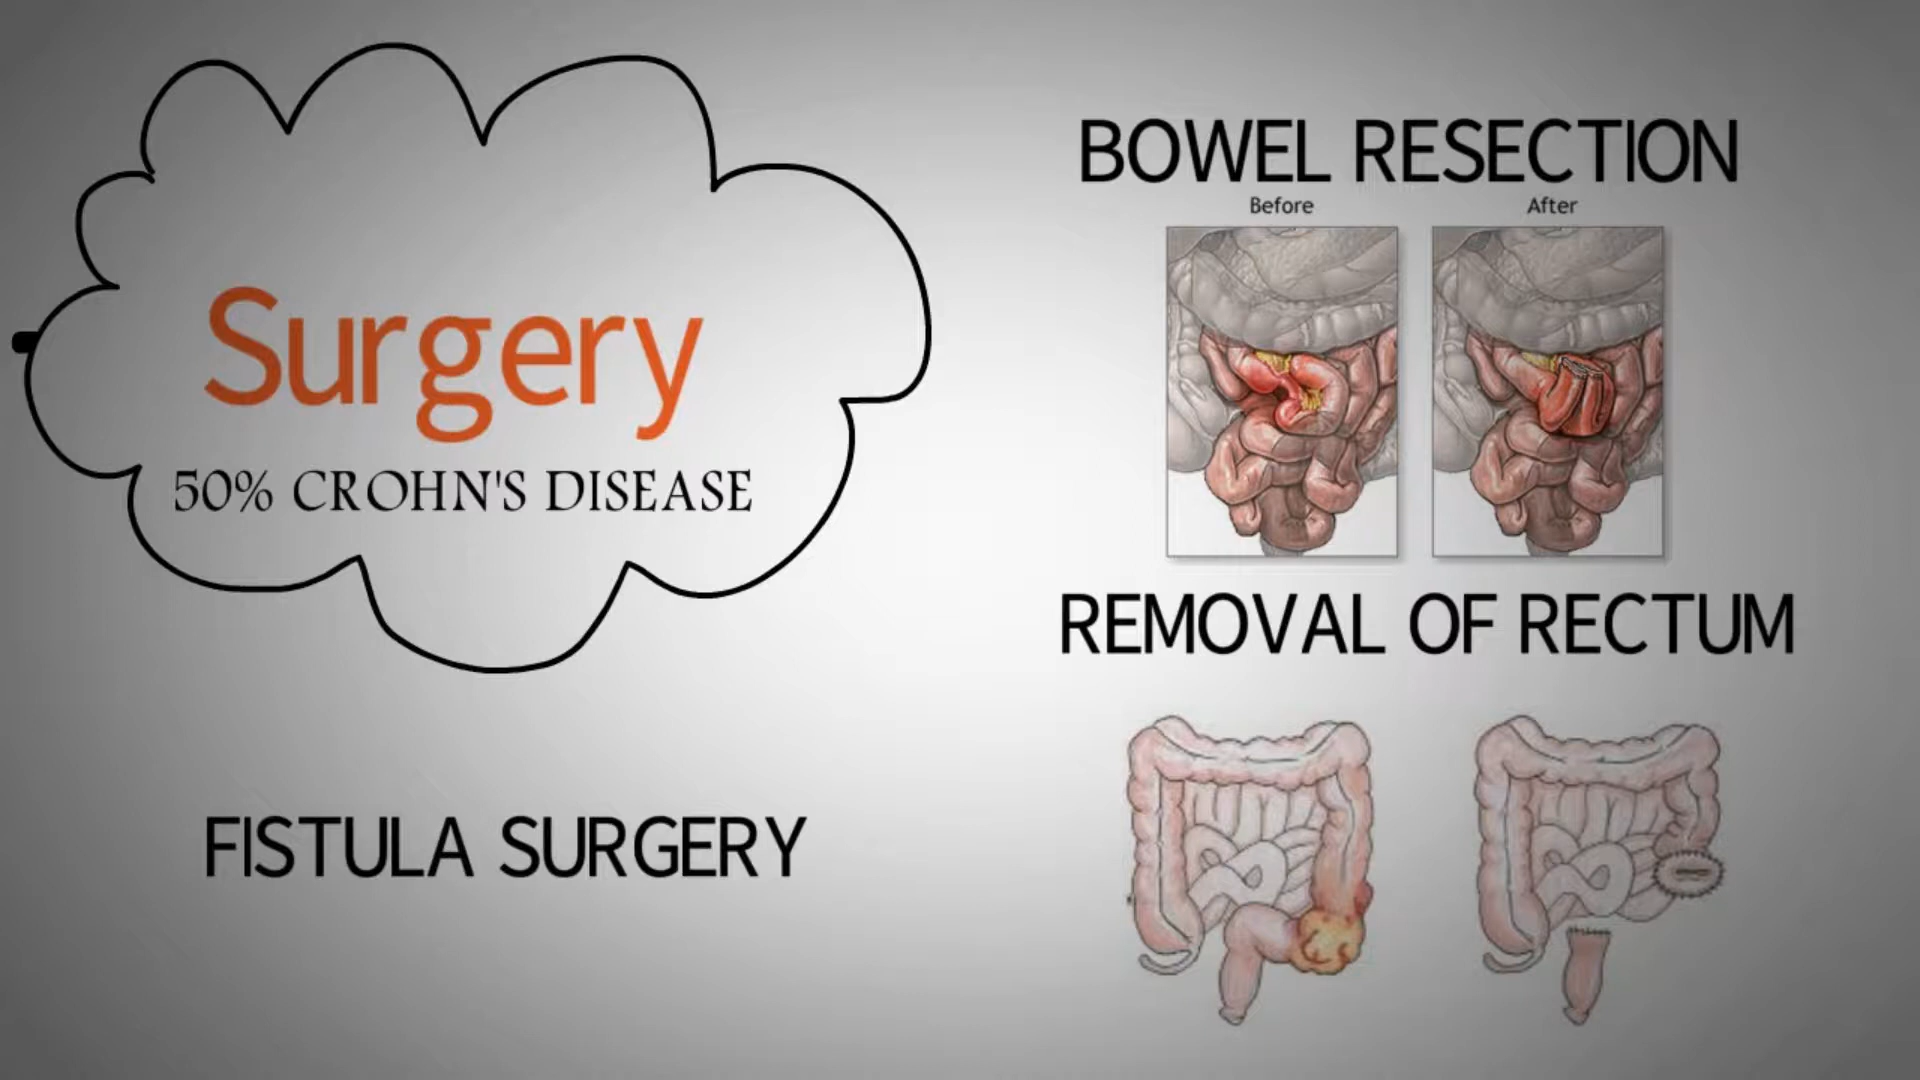 Surgery
50% CROHN'S DISEASE
FISTULA SURGERY
BOWEL RESECTION
Before
After
REMOVAL OF RECTUM